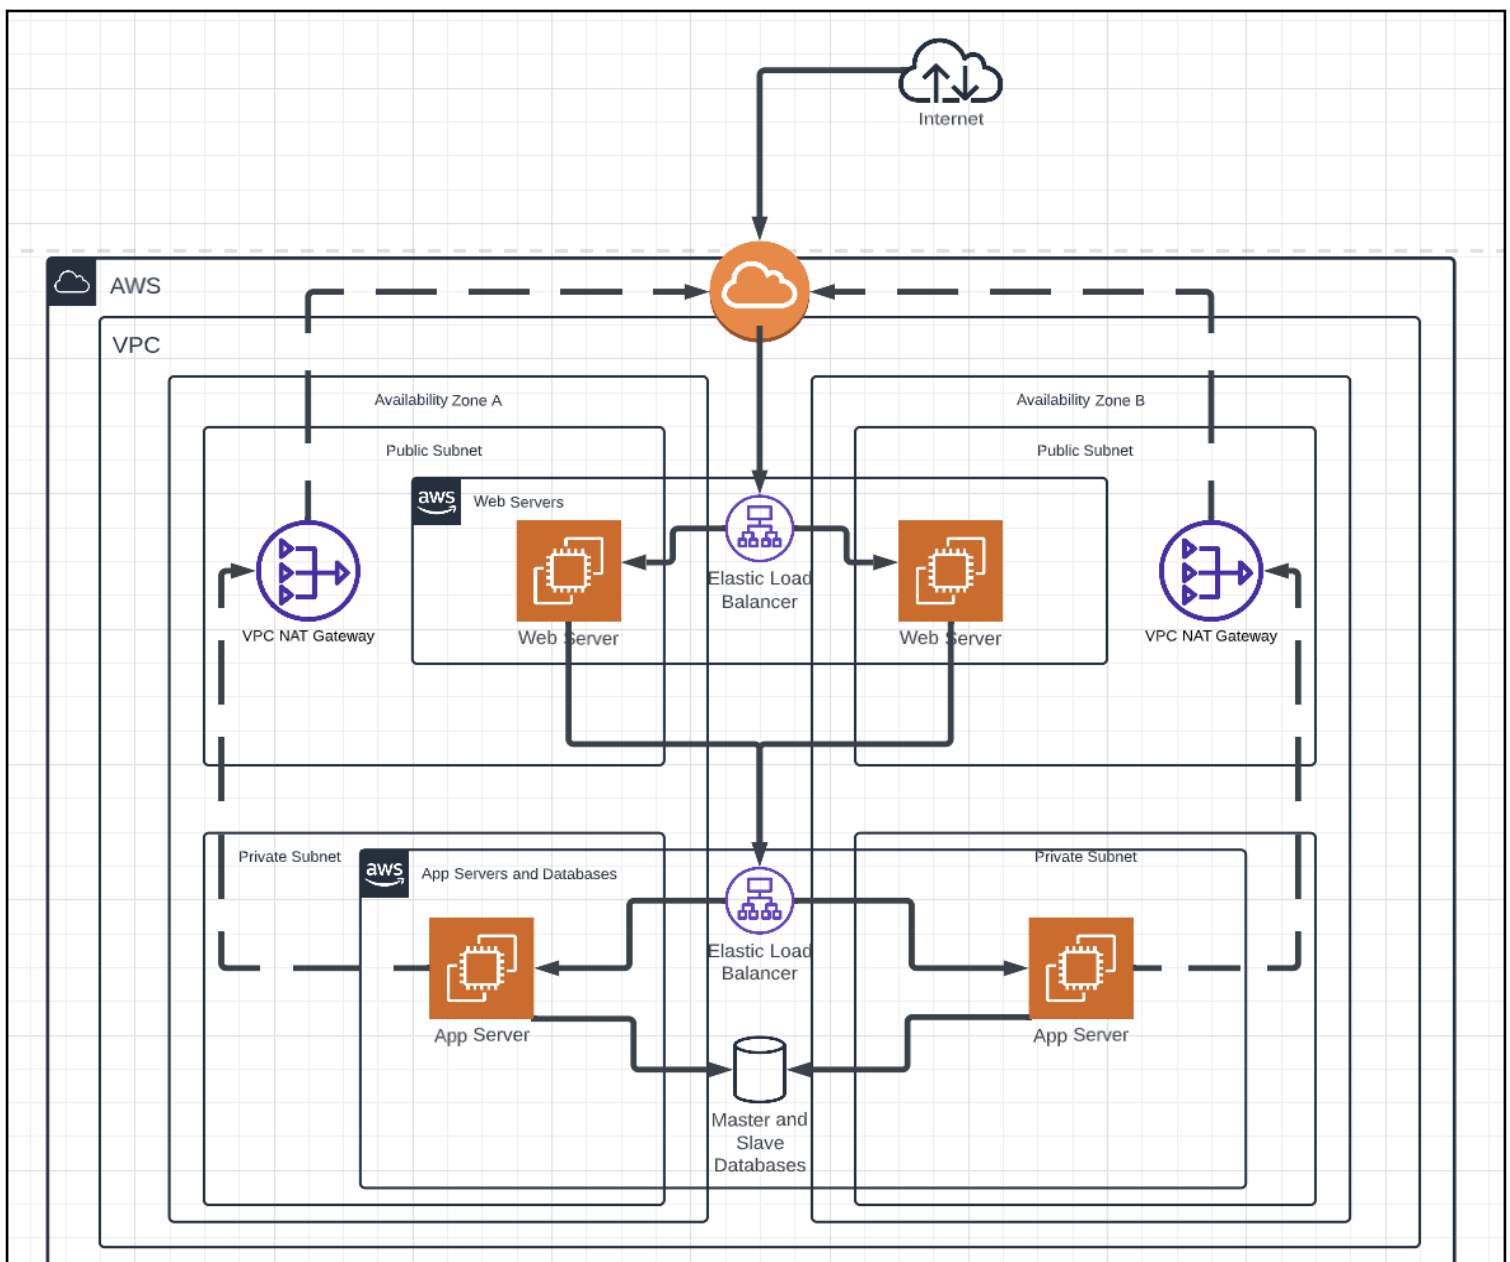 Internet
AWS
VPC
Availability Zone A
Availability Zone B
Public Subnet
Public Subnet
aws
Web Servers
Elastic Load
Balancer
Web Server
Web Server
VPC NAT Gateway
VPC NAT Gateway
Private Subnet
Private Subnet
aws
App Servers and Databases
Elastic Load
Balancer
App Server
App Server
Master and
Slave
Databases